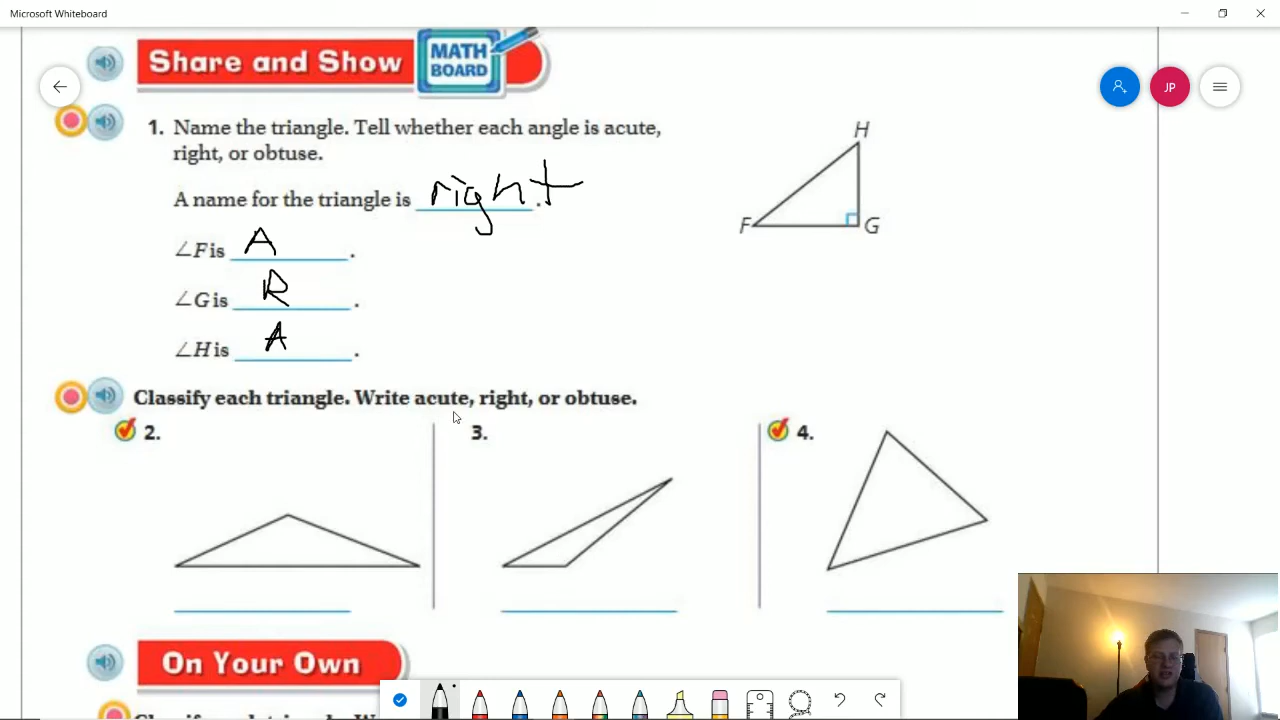 Microsoft Whiteboard
Share and Show
MATH
BOARD
JP
1. Name the triangle. Tell whether each angle is acute,
right, or obtuse.
A name for the triangle is right.
∠F is A.
∠G is R.
∠H is A.
H
F
G
Classify each triangle. Write acute, right, or obtuse.
2.
3.
4.
On Your Own